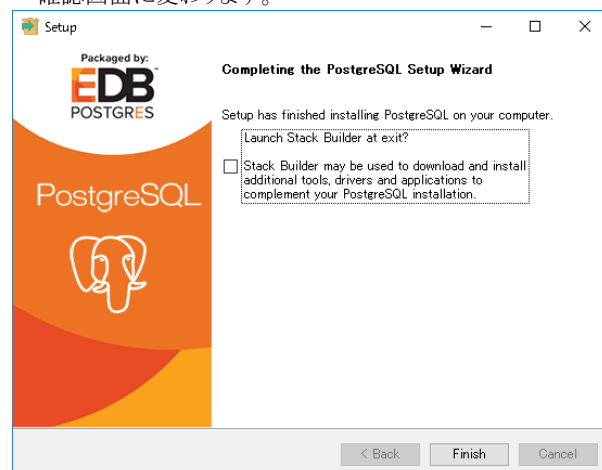 確認画面に変わります。
Setup
Packaged by:
EDB
POSTGRES
PostgreSQL
Completing the PostgreSQL Setup Wizard
Setup has finished installing PostgreSQL on your computer.
Launch Stack Builder at exit?
Stack Builder may be used to download and install
additional tools, drivers and applications to
complement your PostgreSQL installation.
< Back
Finish
Cancel